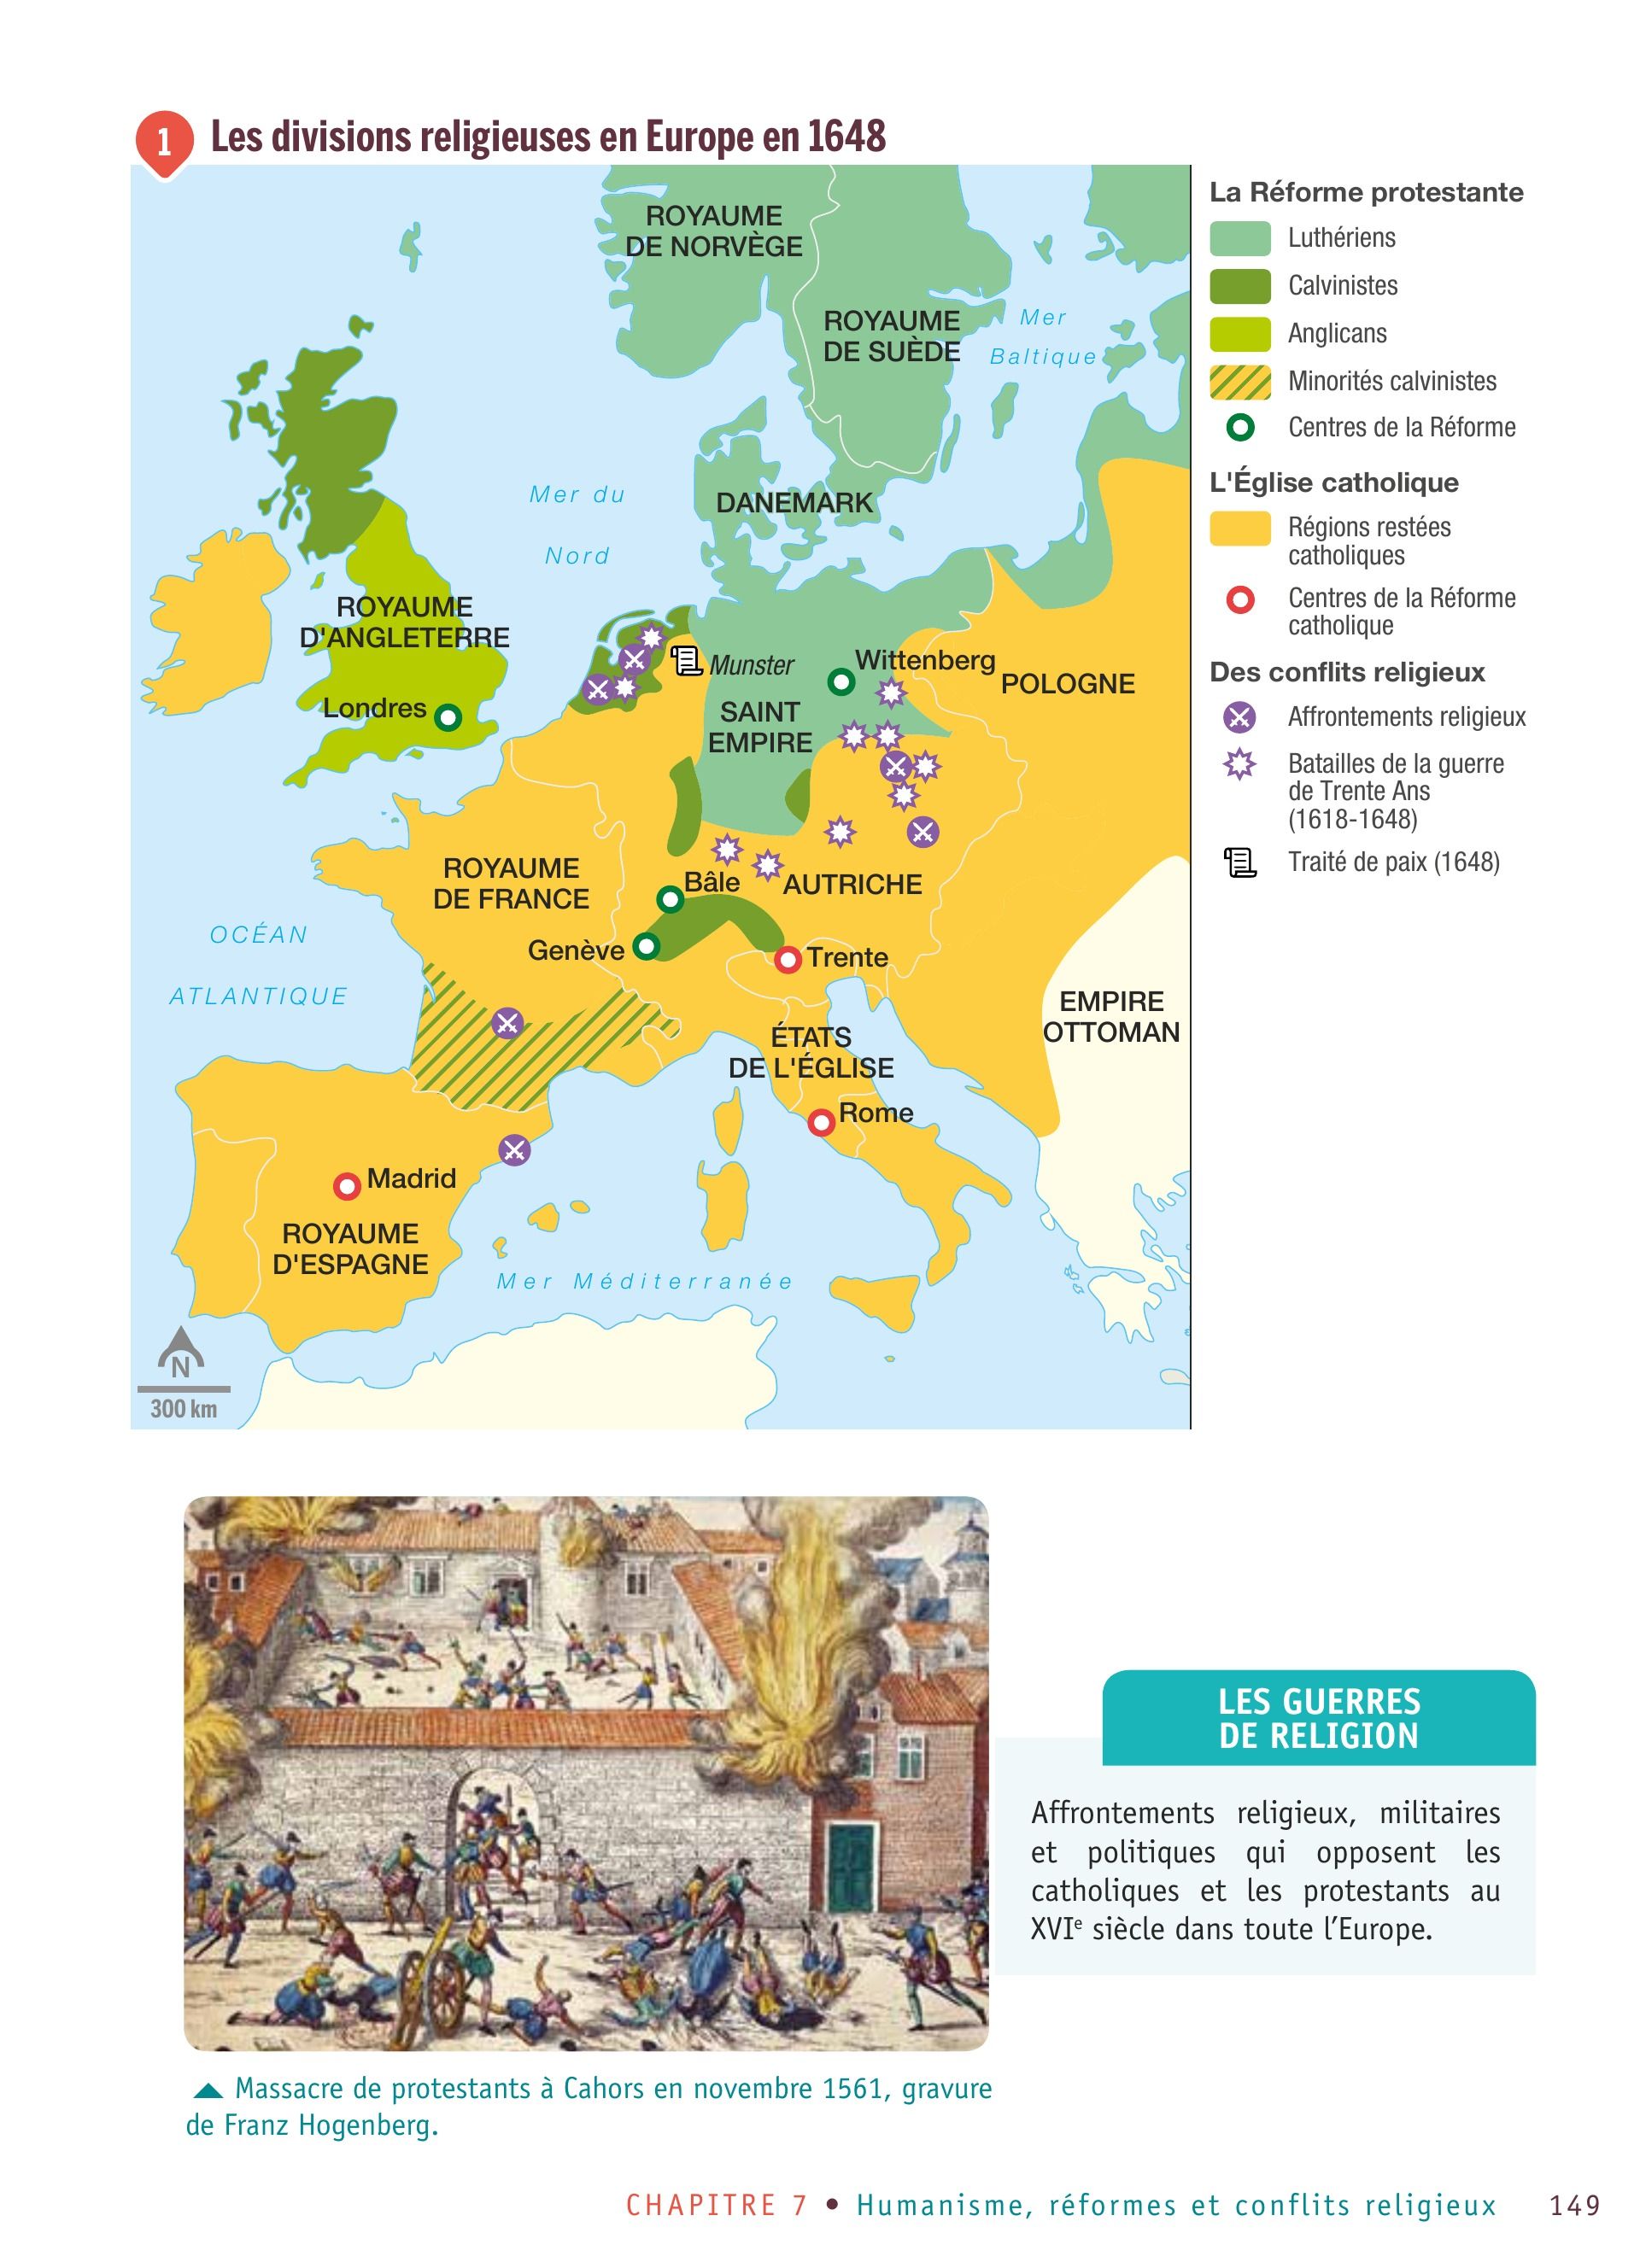 1
Les divisions religieuses en Europe en 1648
ROYAUME
DE NORVÈGE
ROYAUME
DE SUÈDE
Mer
Baltique
DANEMARK
Mer du
Nord
ROYAUME
D'ANGLETERRE
Londres
Munster
Wittenberg
POLOGNE
SAINT
EMPIRE
ROYAUME
DE FRANCE
Bâle
AUTRICHE
Genève
Trente
OCÉAN
ATLANTIQUE
EMPIRE
OTTOMAN
ÉTATS
DE L'ÉGLISE
Rome
Madrid
ROYAUME
D'ESPAGNE
Mer Méditerranée
N
300 km
La Réforme protestante
Luthériens
Calvinistes
Anglicans
Minorités calvinistes
Centres de la Réforme
L'Église catholique
Régions restées
catholiques
Centres de la Réforme
catholique
Des conflits religieux
Affrontements religieux
Batailles de la guerre
de Trente Ans
(1618-1648)
Traité de paix (1648)
LES GUERRES
DE RELIGION
Affrontements religieux, militaires
et politiques qui opposent les
catholiques et les protestants au
XVIe siècle dans toute l'Europe.
Massacre de protestants à Cahors en novembre 1561, gravure
de Franz Hogenberg.
CHAPITRE 7 • Humanisme, réformes et conflits religieux 149